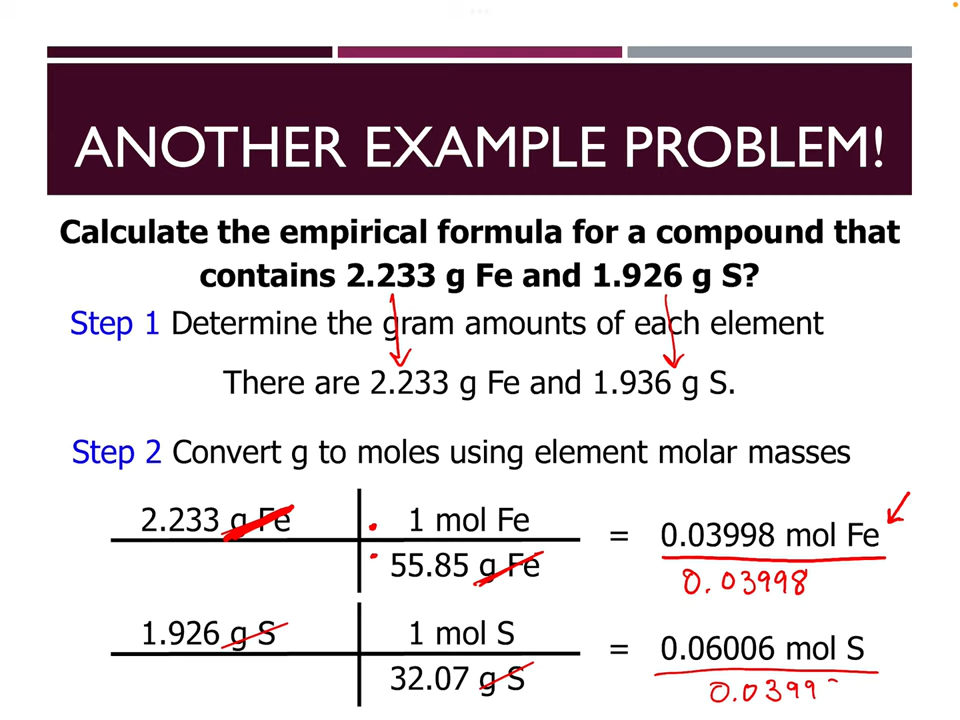 ANOTHER EXAMPLE PROBLEM!
Calculate the empirical formula for a compound that
contains 2.233 g Fe and 1.926 g S?
Step 1 Determine the gram amounts of each element
There are 2.233 g Fe and 1.936 g S.
Step 2 Convert g to moles using element molar masses
2.233 g Fe 1 mol Fe
55.85 g Fe
= 0.03998 mol Fe
0.03998
1.926 g S 1 mol S
32.07 g S
= 0.06006 mol S
0.0399